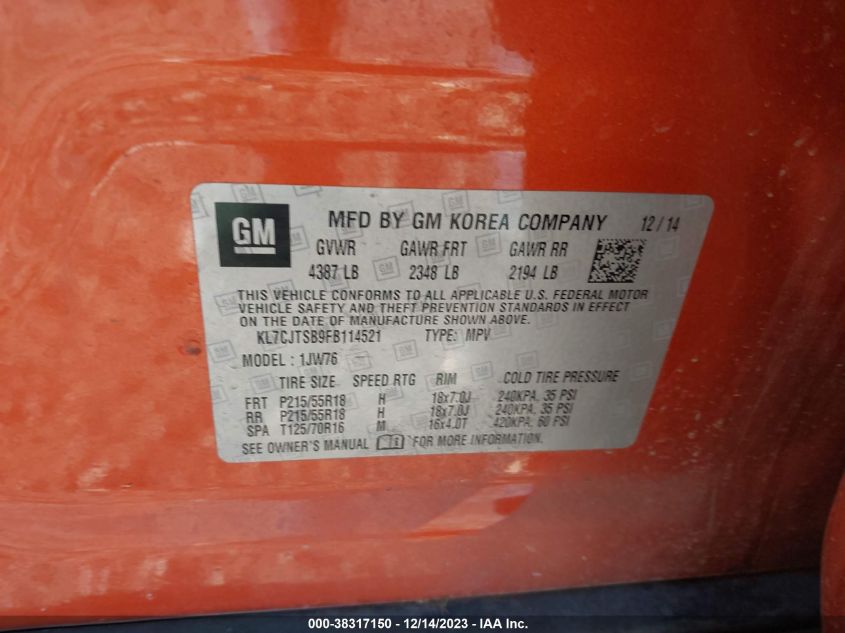 GM MFD BY GM KOREA COMPANY 12/14
GVWR GAWR FRT GAWR RR
4387 LB 2348 LB 2194 LB
THIS VEHICLE CONFORMS TO ALL APPLICABLE U.S. FEDERAL MOTOR
VEHICLE SAFETY AND THEFT PREVENTION STANDARDS IN EFFECT
ON THE DATE OF MANUFACTURE SHOWN ABOVE.
KL7CJTSB9FB114521 TYPE: MPV
MODEL : 1JW76
TIRE SIZE SPEED RTG RIM COLD TIRE PRESSURE
FRT P215/55R18 H 18x7.0J 240KPA, 35 PSI
RR P215/55R18 H 18x7.0J 240KPA, 35 PSI
SPA T125/70R16 M 16x4.0T 420KPA, 60 PSI
SEE OWNER'S MANUAL FOR MORE INFORMATION.
000-38317150 - 12/14/2023 - IAA Inc.